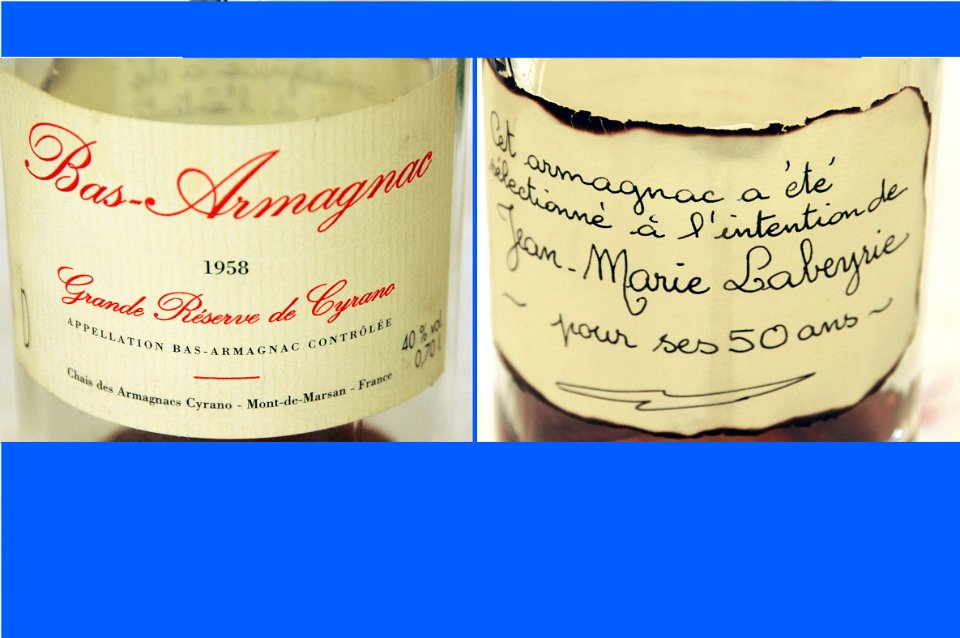 Bas-Armagnac
1958
Grande Réserve de Cyrano
APPELLATION BAS-ARMAGNAC CONTRÔLÉE
40 % vol.
0,70 L
Chais des Armagnacs Cyrano - Mont-de-Marsan - France
Cet armagnac a été
sélectionné à l'intention de
Jean-Marie Labeyrie
~ pour ses 50 ans ~